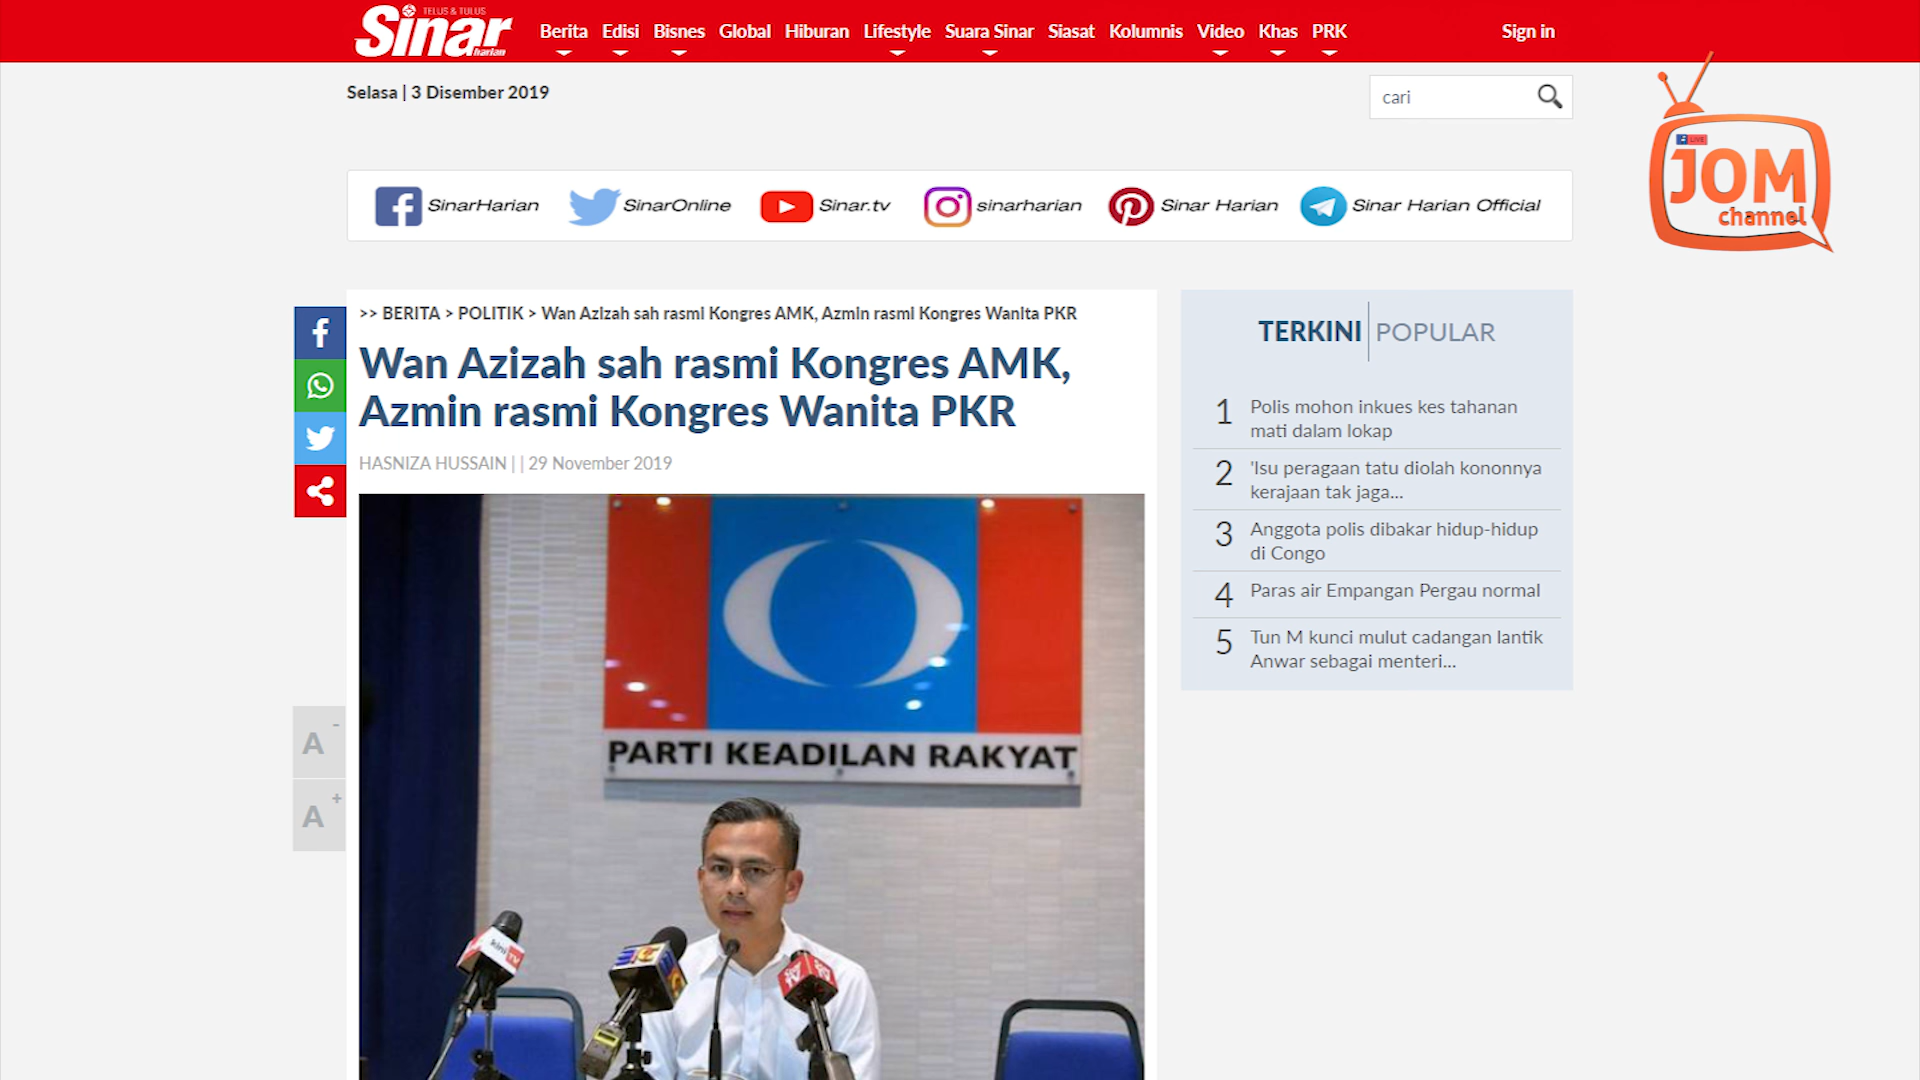 TELUS & TULUS
Sinar
harian
Berita Edisi Bisnes Global Hiburan Lifestyle Suara Sinar Siasat Kolumnis Video Khas PRK
Sign in
Selasa | 3 Disember 2019
cari
LIVE
JOM
channel
SinarHarian SinarOnline Sinar.tv sinarharian Sinar Harian Sinar Harian Official
>> BERITA > POLITIK > Wan Azizah sah rasmi Kongres AMK, Azmin rasmi Kongres Wanita PKR
Wan Azizah sah rasmi Kongres AMK,
Azmin rasmi Kongres Wanita PKR
HASNIZA HUSSAIN | | 29 November 2019
PARTI KEADILAN RAKYAT
kini TV
A -
A +
TERKINI POPULAR
1 Polis mohon inkues kes tahanan
mati dalam lokap
2 'Isu peragaan tatu diolah kononnya
kerajaan tak jaga...
3 Anggota polis dibakar hidup-hidup
di Congo
4 Paras air Empangan Pergau normal
5 Tun M kunci mulut cadangan lantik
Anwar sebagai menteri...